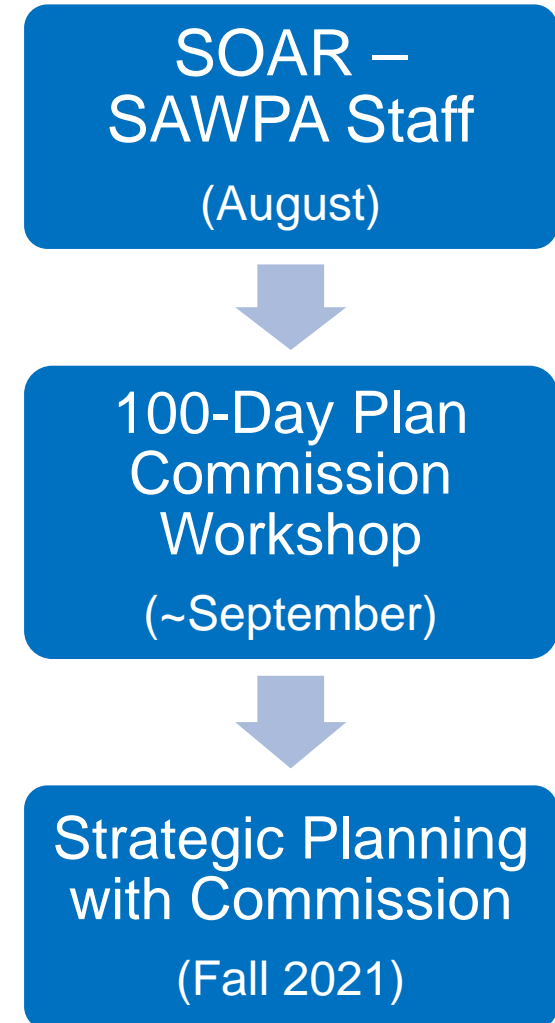 SOAR –
SAWPA Staff
(August)
100-Day Plan
Commission
Workshop
(~September)
Strategic Planning
with Commission
(Fall 2021)